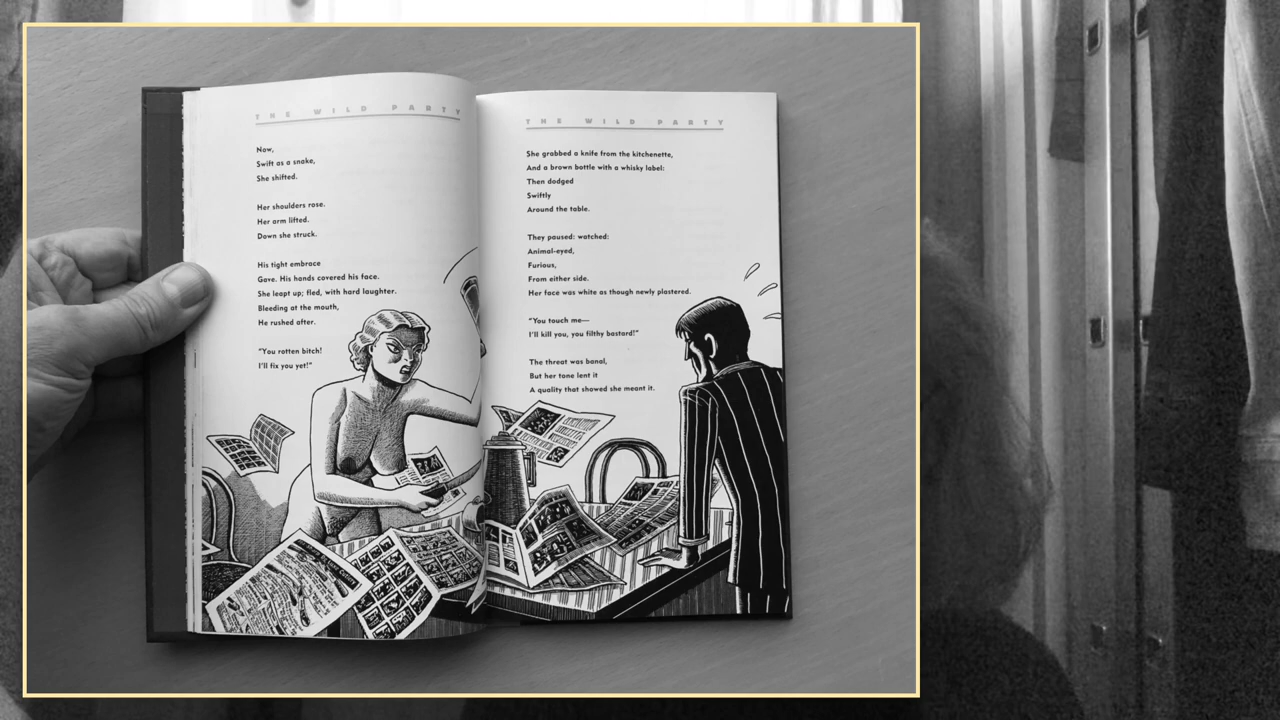 THE WILD PARTY
Now,
Swift as a snake,
She shifted.
Her shoulders rose.
Her arm lifted.
Down she struck.
His tight embrace
Gave. His hands covered his face.
She leapt up; fled, with hard laughter.
Bleeding at the mouth,
He rushed after.
"You rotten bitch!
I'll fix you yet!"
THE WILD PARTY
She grabbed a knife from the kitchenette,
And a brown bottle with a whisky label:
Then dodged
Swiftly
Around the table.
They paused: watched:
Animal-eyed,
Furious,
From either side.
Her face was white as though newly plastered.
"You touch me—
I'll kill you, you filthy bastard!"
The threat was banal,
But her tone lent it
A quality that showed she meant it.